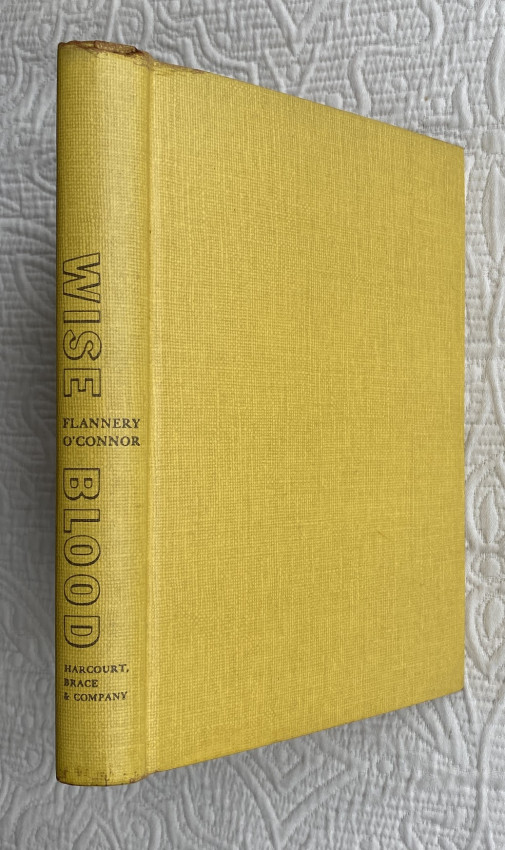 WISE
FLANNERY
O'CONNOR
BLOOD
HARCOURT,
BRACE
& COMPANY